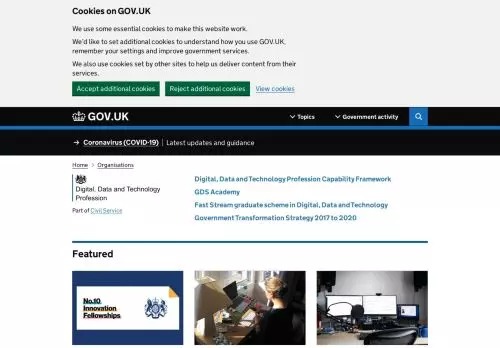 Cookies on GOV.UK
We use some essential cookies to make this website work.
We'd like to set additional cookies to understand how you use GOV.UK,
remember your settings and improve government services.
We also use cookies set by other sites to help us deliver content from their
services.
Accept additional cookies Reject additional cookies View cookies
GOV.UK Topics Government activity
→ Coronavirus (COVID-19) | Latest updates and guidance
Home > Organisations
Digital, Data and Technology
Profession
Part of Civil Service
Digital, Data and Technology Profession Capability Framework
GDS Academy
Fast Stream graduate scheme in Digital, Data and Technology
Government Transformation Strategy 2017 to 2020
Featured
No.10
Innovation
Fellowships